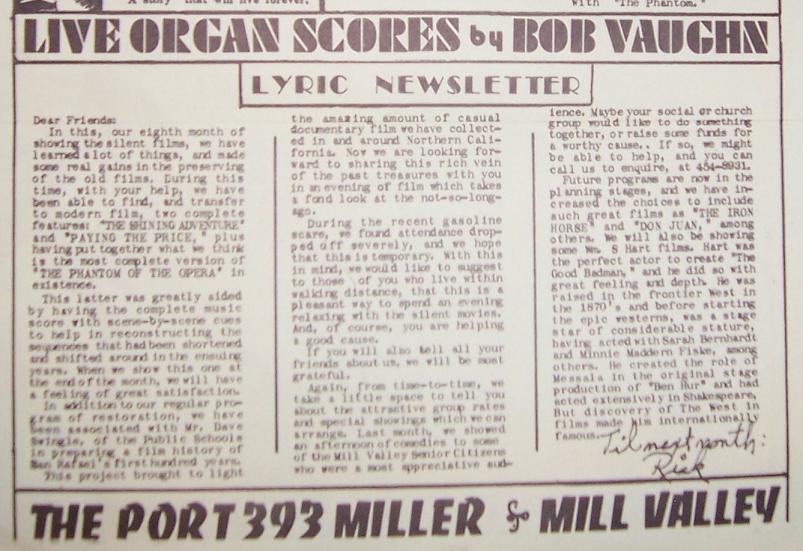 A story that will live forever.
with "The Phantom."
LIVE ORGAN SCORES by BOB VAUGHN
LYRIC NEWSLETTER
Dear Friends:
In this, our eighth month of
showing the silent films, we have
learned a lot of things, and made
some real gains in the preserving
of the old films. During this
time, with your help, we have
been able to find, and transfer
to modern film, two complete
features: "THE SHINING ADVENTURE'
and "PAYING THE PRICE," plus
having put together what we think
is the most complete version of
'THE PHANTOM OF THE OPERA' in
existence.
This latter was greatly aided
by having the complete music
score with scene-by-scene cues
to help in reconstructing the
sequences that had been shortened
and shifted around in the ensuing
years. When we show this one at
the end of the month, we will have
a feeling of great satisfaction.
In addition to our regular pro-
gram of restoration, we have
been associated with Mr. Dave
Swingle, of the Public Schools
in preparing a film history of
San Rafael's first hundred years.
This project brought to light
the amazing amount of casual
documentary film we have collect-
ed in and around Northern Cali-
fornia. Now we are looking for-
ward to sharing this rich vein
of the past treasures with you
in an evening of film which takes
a fond look at the not-so-long-
ago.
During the recent gasoline
scare, we found attendance drop-
ped off severely, and we hope
that this is temporary. With this
in mind, we would like to suggest
to those of you who live within
walking distance, that this is a
pleasant way to spend an evening
relaxing with the silent movies.
And, of course, you are helping
a good cause.
If you will also tell all your
friends about us, we will be most
grateful.
Again, from time-to-time, we
take a little space to tell you
about the attractive group rates
and special showings which we can
arrange. Last month, we showed
an afternoon of comedies to some
of the Mill Valley Senior Citizens
who were a most appreciative aud-
ience. Maybe your social or church
group would like to do something
together, or raise some funds for
a worthy cause.. If so, we might
be able to help, and you can
call us to enquire, at 454-8931.
Future programs are now in the
planning stages, and we have in-
creased the choices to include
such great films as "THE IRON
HORSE" and "DON JUAN," among
others. We will also be showing
some Wm. S Hart films. Hart was
the perfect actor to create "The
Good Badman," and he did so with
great feeling and depth. He was
raised in the frontier West in
the 1870's and before starting
the epic westerns, was a stage
star of considerable stature,
having acted with Sarah Bernhardt
and Minnie Maddern Fiske, among
others. He created the role of
Messala in the original stage
production of "Ben Hur" and had
acted extensively in Shakespeare,
But discovery of The West in
films made him internationally
famous.
'Til next month:
Rick
THE PORT 393 MILLER & MILL VALLEY